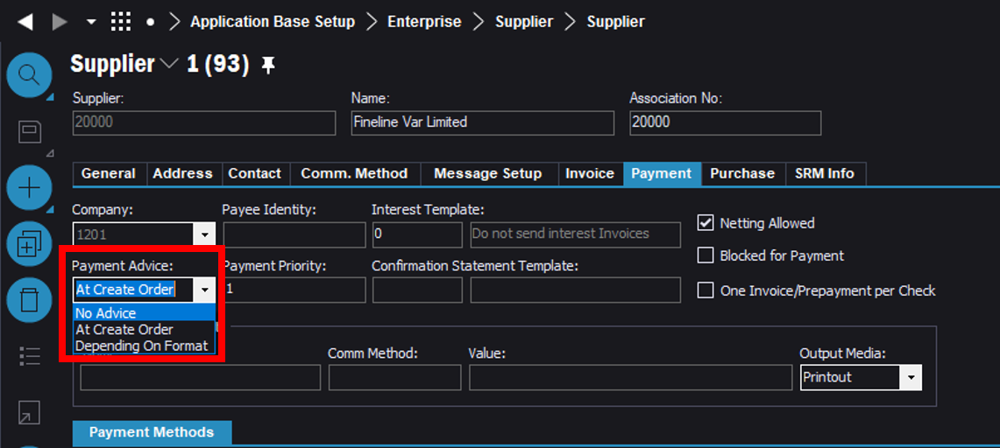 Application Base Setup Enterprise Supplier Supplier
Supplier 1 (93)
Supplier: Name: Association No:
20000 Fineline Var Limited 20000
General Address Contact Comm. Method Message Setup Invoice Payment Purchase SRM Info
Company: Payee Identity: Interest Template:
1201 0 Do not send interest Invoices
Netting Allowed
Blocked for Payment
Payment Advice: Payment Priority: Confirmation Statement Template:
At Create Order 1
One Invoice/Prepayment per Check
No Advice
At Create Order
Depending On Format
Comm Method: Value: Output Media:
Printout
Payment Methods